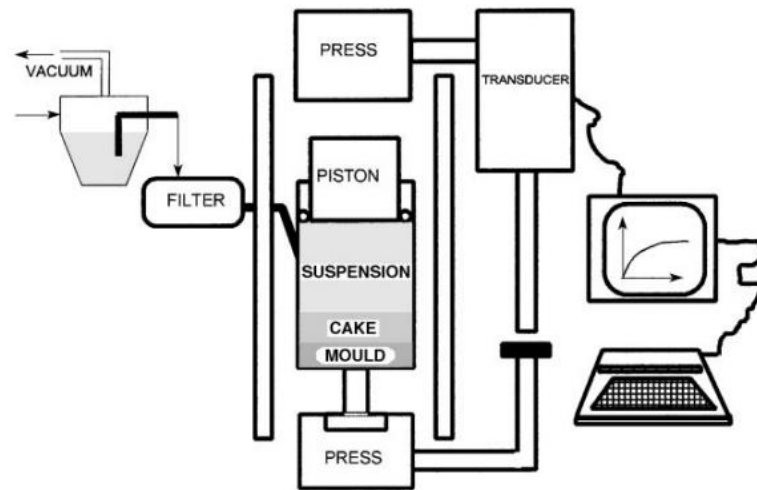 PRESS
VACUUM
TRANSDUCER
PISTON
FILTER
SUSPENSION
CAKE
MOULD
PRESS